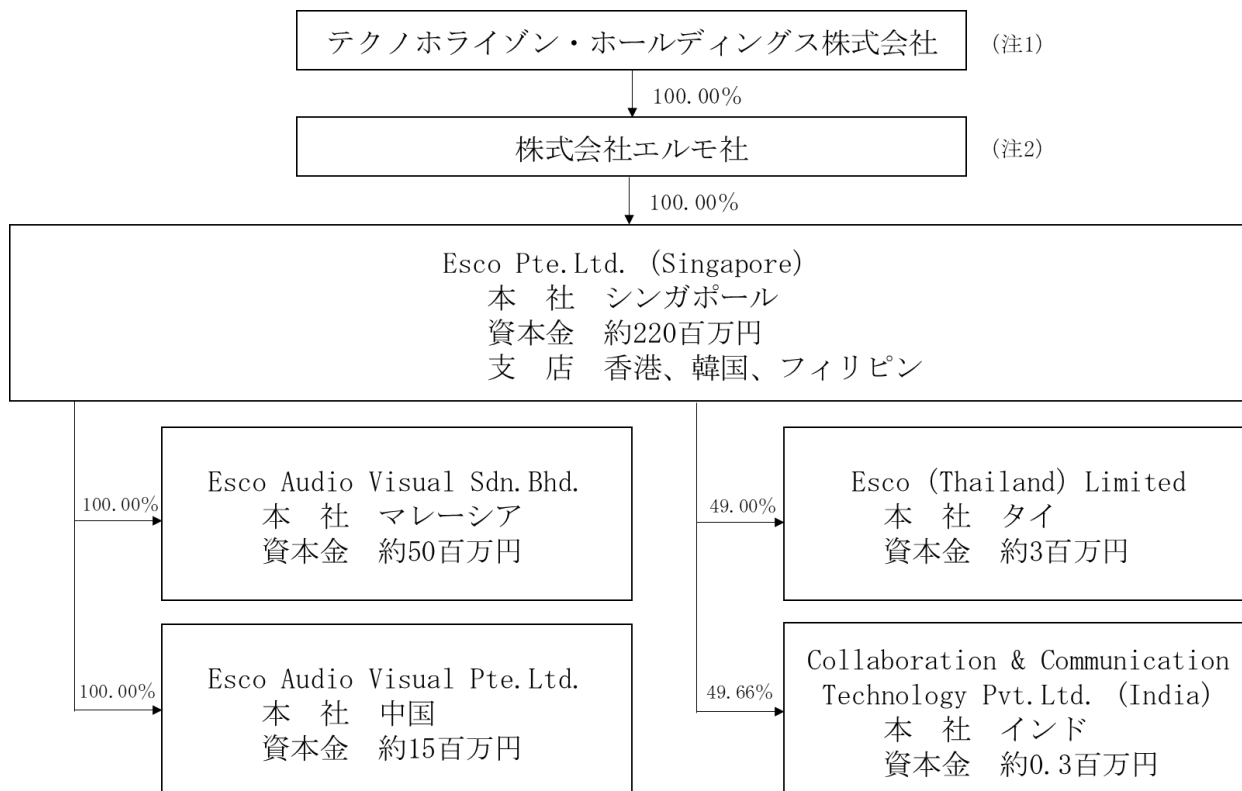 テクノホライゾン・ホールディングス株式会社 (注1)
100.00%
株式会社エルモ社 (注2)
100.00%
Esco Pte.Ltd. (Singapore)
本 社 シンガポール
資本金 約220百万円
支 店 香港、韓国、フィリピン
100.00%
Esco Audio Visual Sdn.Bhd.
本 社 マレーシア
資本金 約50百万円
49.00%
Esco (Thailand) Limited
本 社 タイ
資本金 約3百万円
100.00%
Esco Audio Visual Pte.Ltd.
本 社 中国
資本金 約15百万円
49.66%
Collaboration & Communication
Technology Pvt.Ltd. (India)
本 社 インド
資本金 約0.3百万円